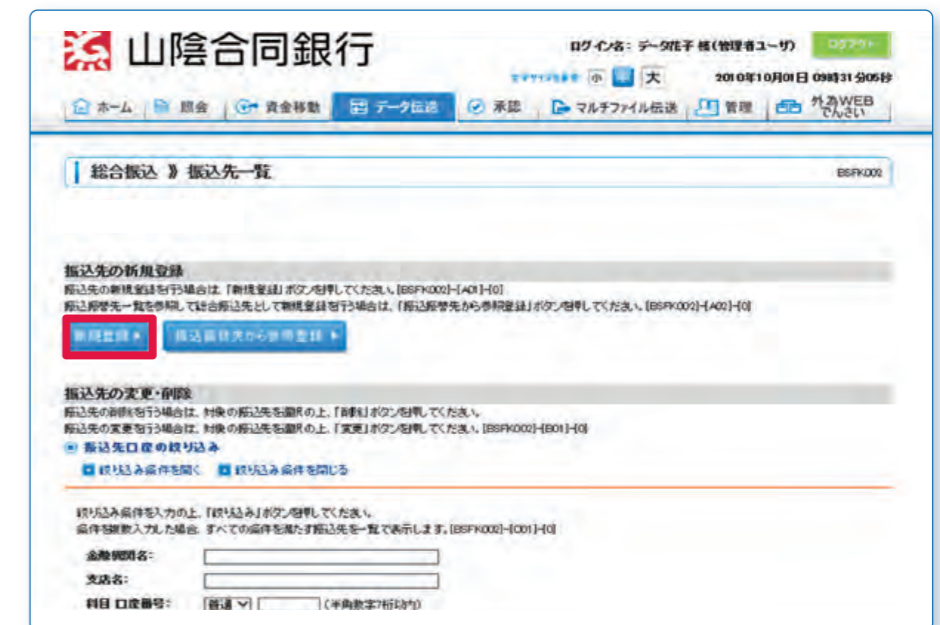 山陰合同銀行
ログイン名：データ花子 様（管理者ユーザ）
ログアウト
文字サイズを変更 小 大
2010年10月01日 09時31分05秒
ホーム 照会 資金移動 データ伝送 承認 マルチファイル伝送 管理 外為WEB
でんさい
総合振込 》 振込先一覧
BSFK002
振込先の新規登録
振込先の新規登録を行う場合は、「新規登録」ボタンを押してください。[BSFK002]-[A01]-[0]
振込振替先一覧を参照して総合振込先として新規登録を行う場合は、「振込振替先から参照登録」ボタンを押してください。[BSFK002]-[A02]-[0]
新規登録 振込振替先から参照登録
振込先の変更・削除
振込先の削除を行う場合は、対象の振込先を選択の上、「削除」ボタンを押してください。
振込先の変更を行う場合は、対象の振込先を選択の上、「変更」ボタンを押してください。[BSFK002]-[B01]-[0]
振込先口座の絞り込み
絞り込み条件を開く 絞り込み条件を閉じる
絞り込み条件を入力の上、「絞り込み」ボタンを押してください。
条件を複数入力した場合、すべての条件を満たす振込先を一覧で表示します。[BSFK002]-[C001]-[0]
金融機関名：
支店名：
科目 口座番号： 普通 （半角数字7桁以内）